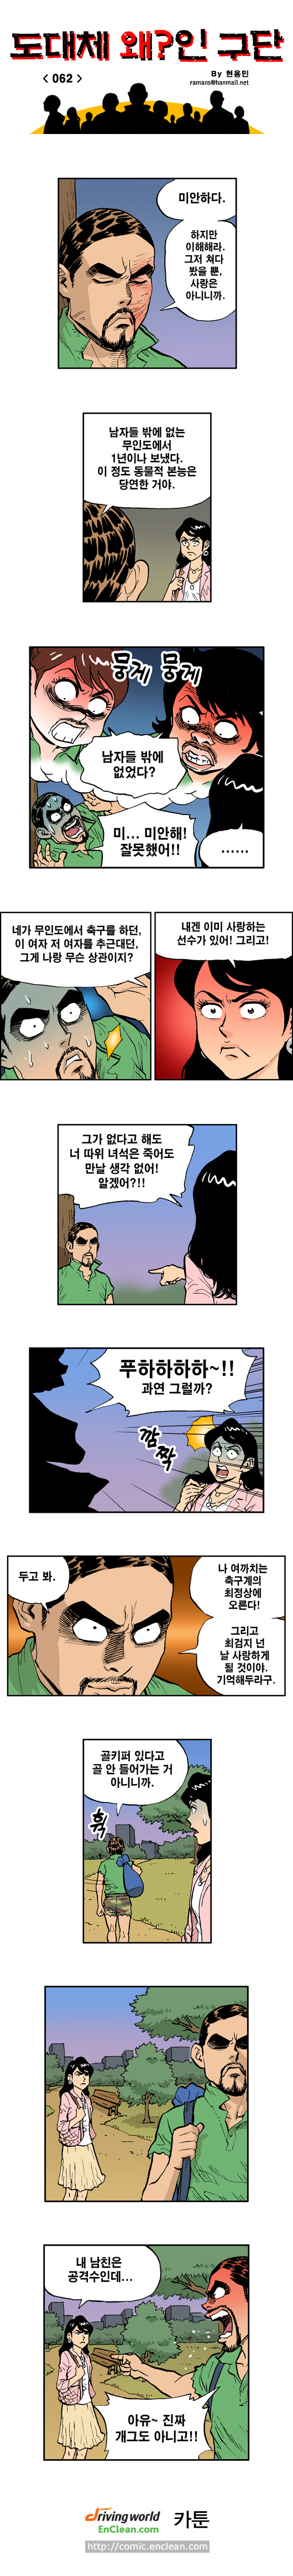 도대체 왜?인 구단
< 062 >
By 현용민
ramans@hanmail.net
미안하다.
하지만
이해해라.
그저 쳐다
봤을 뿐,
사랑은
아니니까.
남자들 밖에 없는
무인도에서
1년이나 보냈다.
이 정도 동물적 본능은
당연한 거야.
뭉게 뭉게
남자들 밖에
없었다?
미... 미안해!
잘못했어!!
......
네가 무인도에서 축구를 하던,
이 여자 저 여자를 추근대던,
그게 나랑 무슨 상관이지?
내겐 이미 사랑하는
선수가 있어! 그리고!
그가 없다고 해도
너 따위 녀석은 죽어도
만날 생각 없어!
알겠어?!!
푸하하하하~!!
과연 그럴까?
깜짝
두고 봐.
나 여까치는
축구계의
최정상에
오른다!
그리고
최검지 넌
날 사랑하게
될 것이야.
기억해두라구.
골키퍼 있다고
골 안 들어가는 거
아니니까.
휙
내 남친은
공격수인데...
아유~ 진짜
개그도 아니고!!
drivingworld
EnClean.com
카툰
http://comic.enclean.com